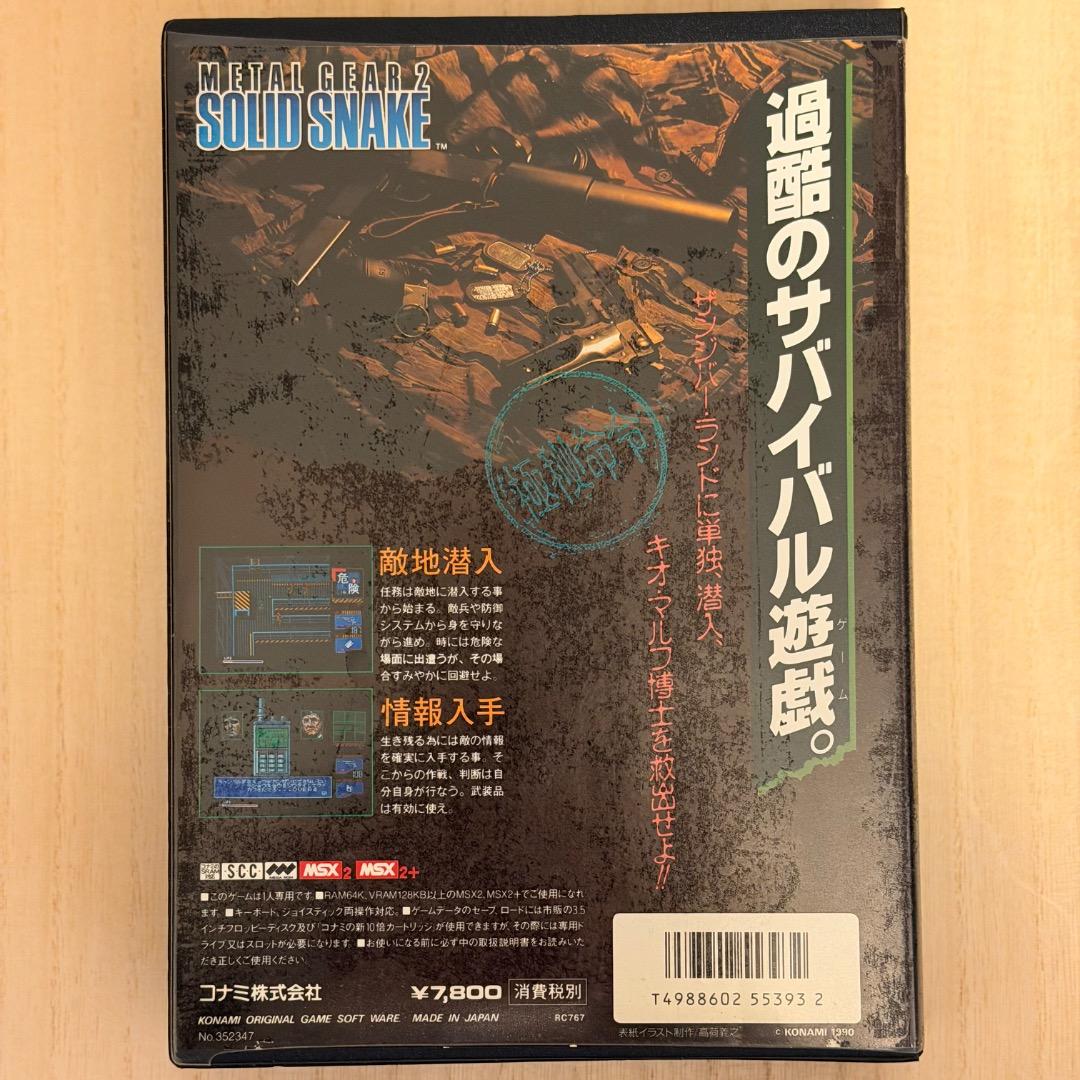 METAL GEAR 2
SOLID SNAKE™
過酷のサバイバル遊戯。
ゲーム
ザンジバー・ランドに単独、潜入、
キオ・マルフ博士を救出せよ!!
極秘命令
危険
敵地潜入
任務は敵地に潜入する事
から始まる。敵兵や防御
システムから身を守りな
がら進め。時には危険な
場面に出遭うが、その場
合すみやかに回避せよ。
情報入手
生き残る為には敵の情報
を確実に入手する事。そ
こからの作戦、判断は自
分自身が行なう。武装品
は有効に使え。
SCC MSX2 MSX2+
■このゲームは1人専用です。■RAM64K、VRAM128KB以上のMSX2、MSX2+でご使用になれ
ます。■キーボード、ジョイスティック両操作対応。■ゲームデータのセーブ、ロードには市販の3.5
インチフロッピーディスク及び「コナミの新10倍カートリッジ」が使用できますが、その際には専用ド
ライブ又はスロットが必要になります。■お使いになる前に必ず中の取扱説明書をお読みいた
だき正しくご使用ください。
コナミ株式会社 ¥7,800 消費税別
KONAMI ORIGINAL GAME SOFT WARE MADE IN JAPAN RC767
No.352347
T4988602 55393 2
表紙イラスト制作/高荷義之 © KONAMI 1990